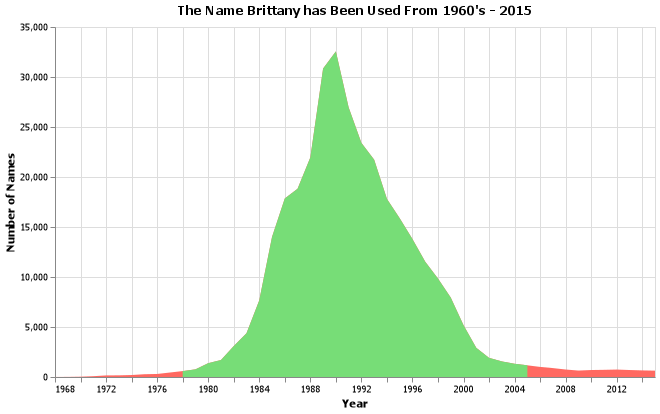 The Name Brittany has Been Used From 1960's - 2015
35,000
30,000
25,000
20,000
15,000
10,000
5,000
0
Number of Names
1968 1972 1976 1980 1984 1988 1992 1996 2000 2004 2008 2012
Year